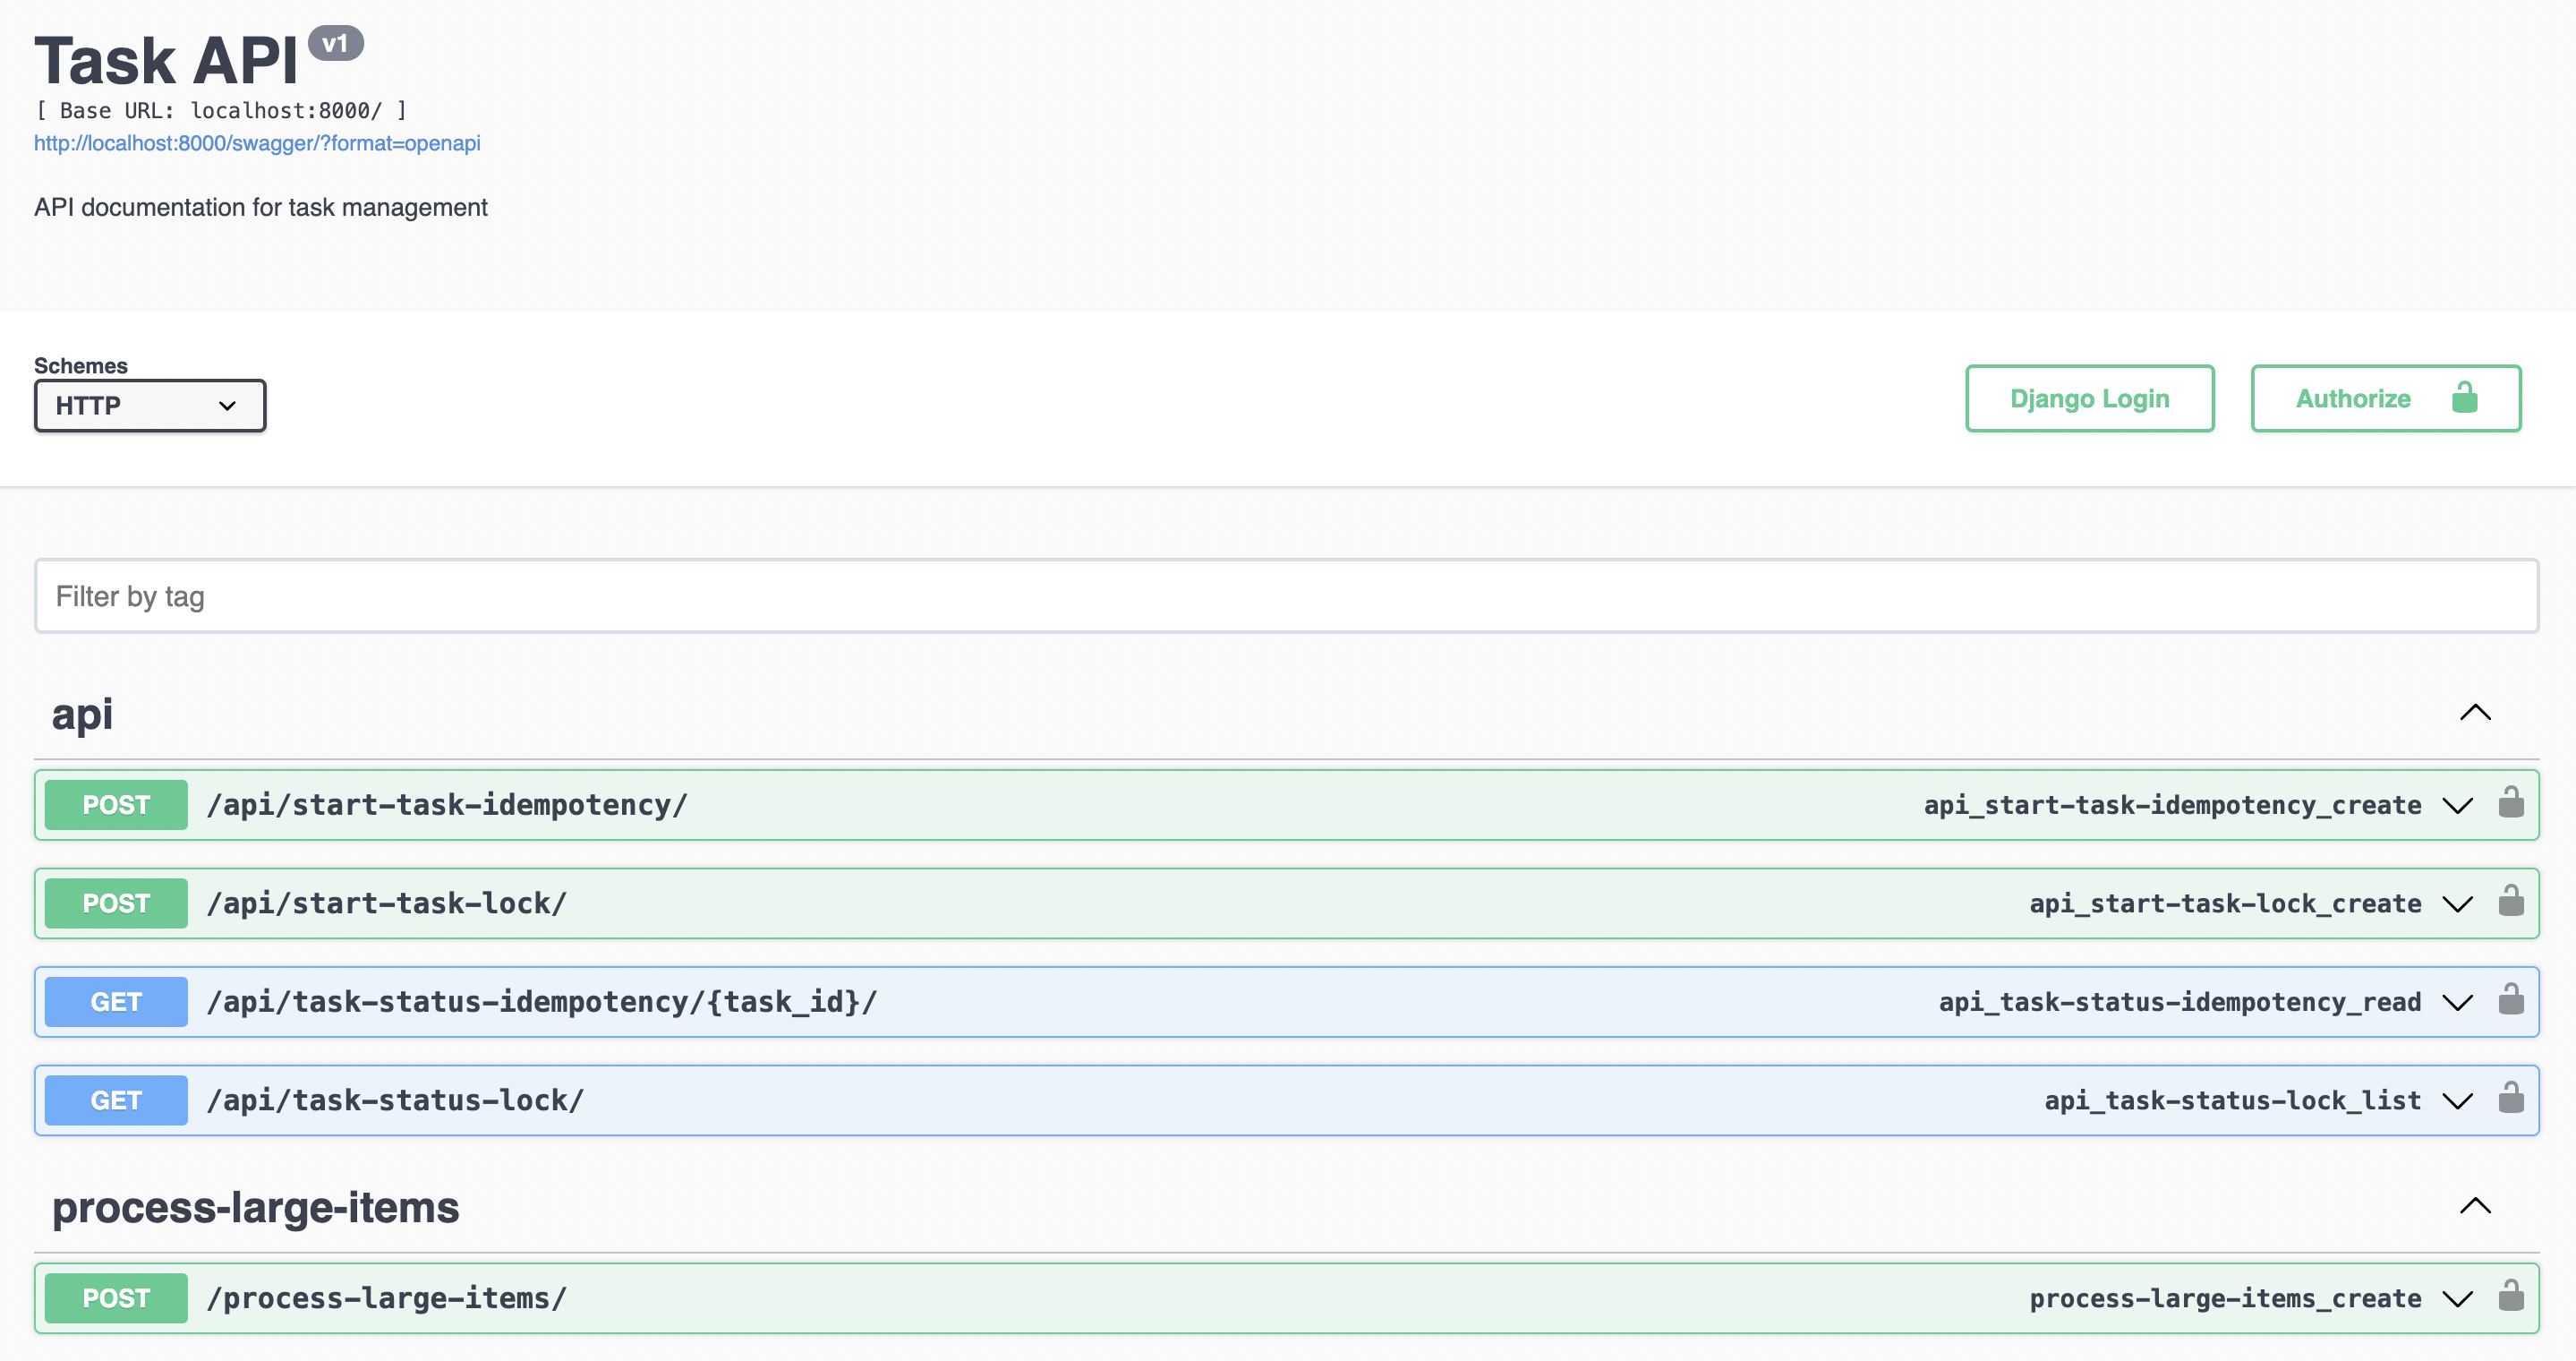 Task API v1
[ Base URL: localhost:8000/ ]
http://localhost:8000/swagger/?format=openapi
API documentation for task management
Schemes
HTTP
Django Login
Authorize
Filter by tag
api
POST /api/start-task-idempotency/ api_start-task-idempotency_create
POST /api/start-task-lock/ api_start-task-lock_create
GET /api/task-status-idempotency/{task_id}/ api_task-status-idempotency_read
GET /api/task-status-lock/ api_task-status-lock_list
process-large-items
POST /process-large-items/ process-large-items_create